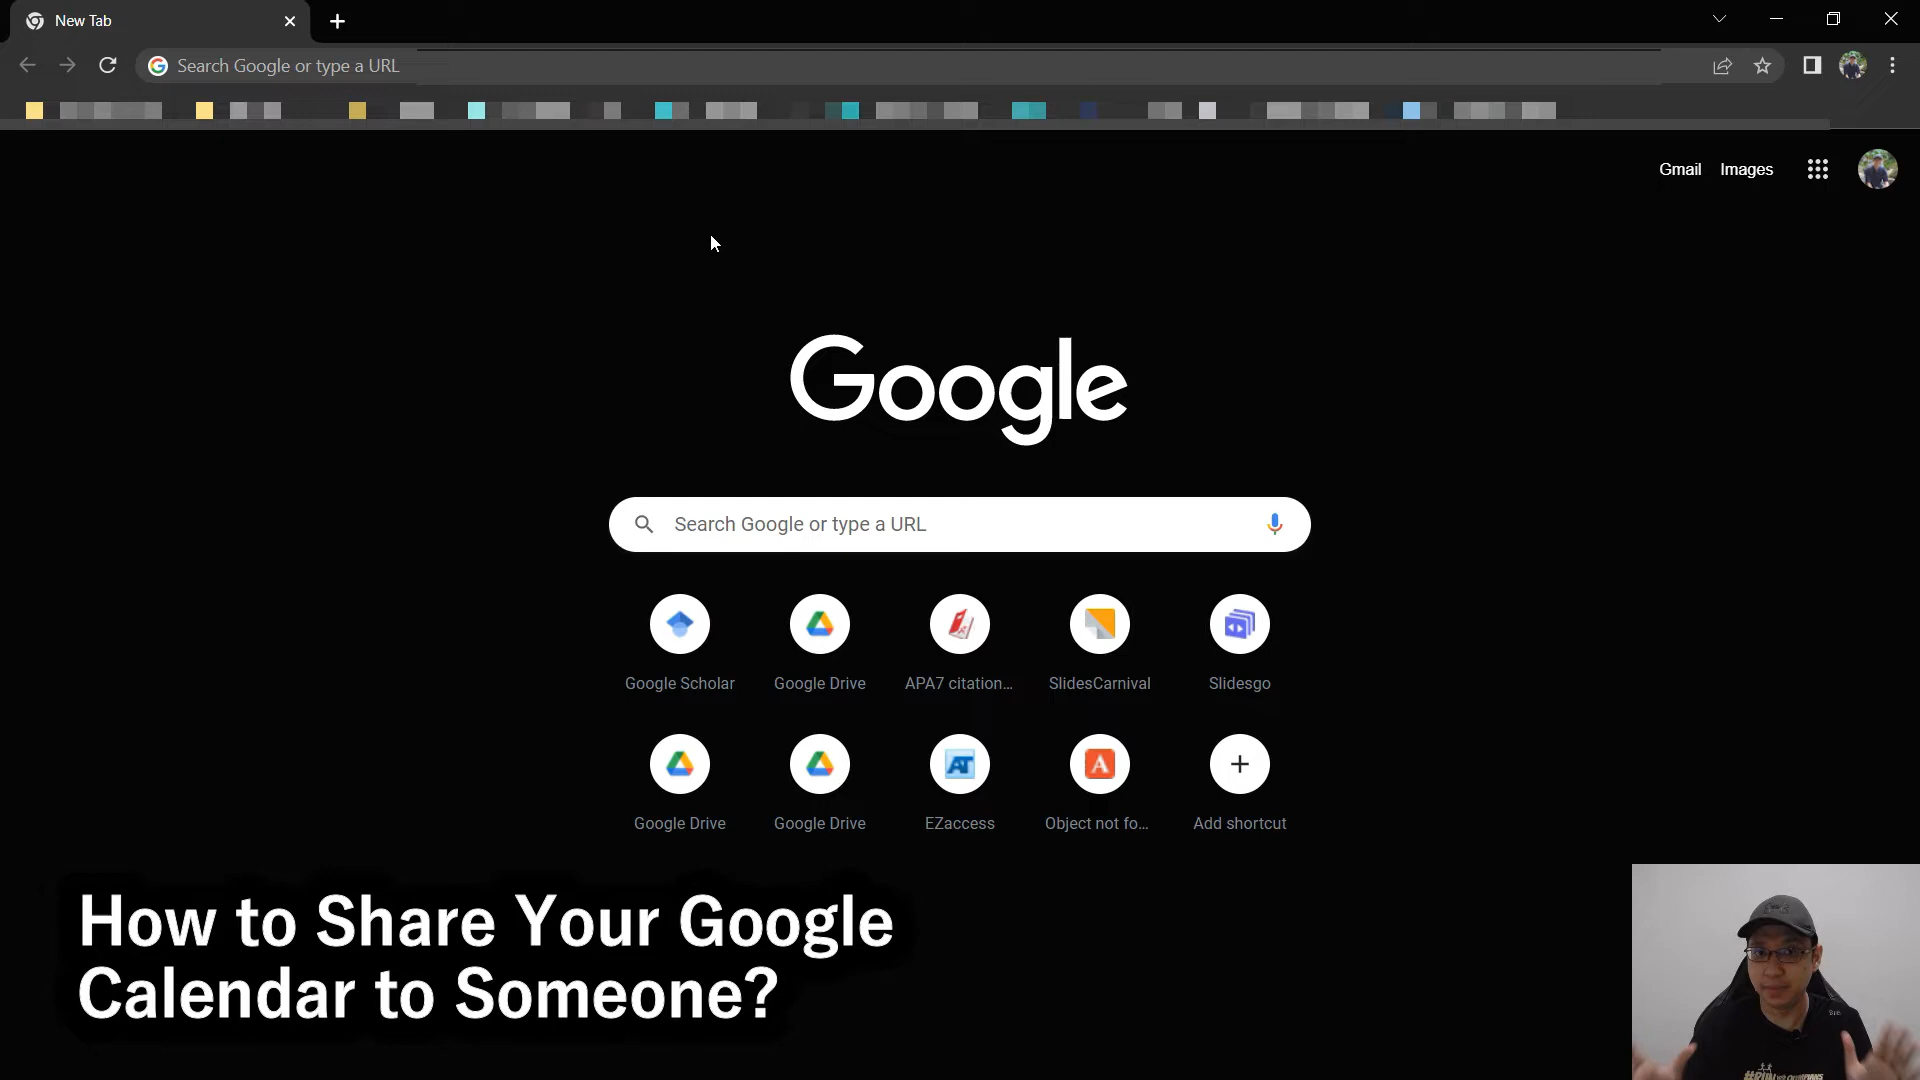 New Tab
Search Google or type a URL
Gmail Images
Google
Search Google or type a URL
Google Scholar
Google Drive
APA7 citation...
SlidesCarnival
Slidesgo
Google Drive
Google Drive
EZaccess
Object not fo...
Add shortcut
How to Share Your Google
Calendar to Someone?